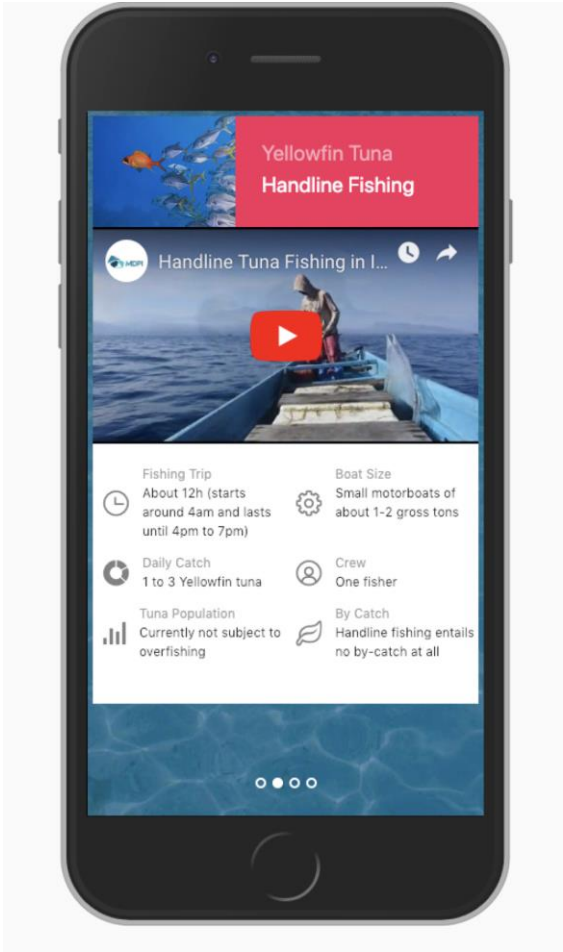 Yellowfin Tuna
Handline Fishing
MDPI
Handline Tuna Fishing in I...
Fishing Trip
About 12h (starts
around 4am and lasts
until 4pm to 7pm)
Boat Size
Small motorboats of
about 1-2 gross tons
Daily Catch
1 to 3 Yellowfin tuna
Crew
One fisher
Tuna Population
Currently not subject to
overfishing
By Catch
Handline fishing entails
no by-catch at all